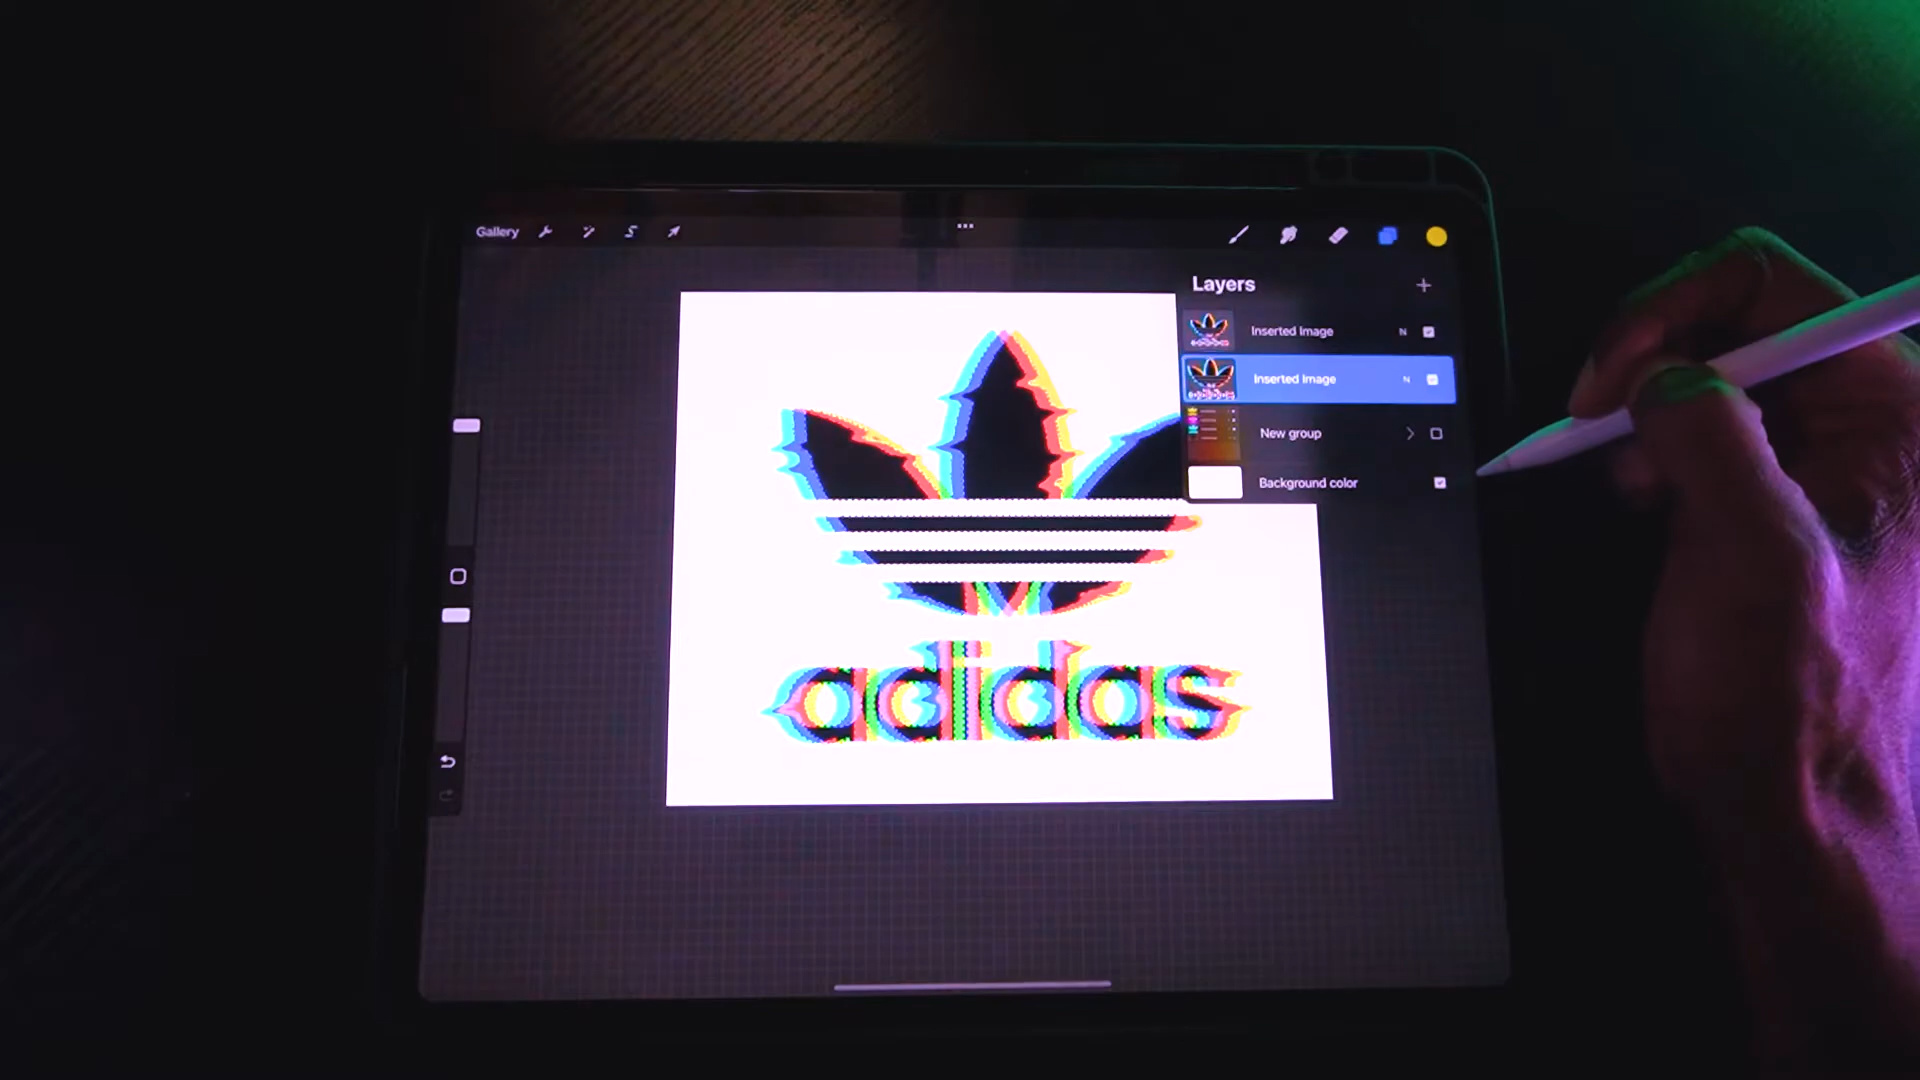 Gallery
Layers
Inserted Image N
Inserted Image N
New group
Background color
adidas